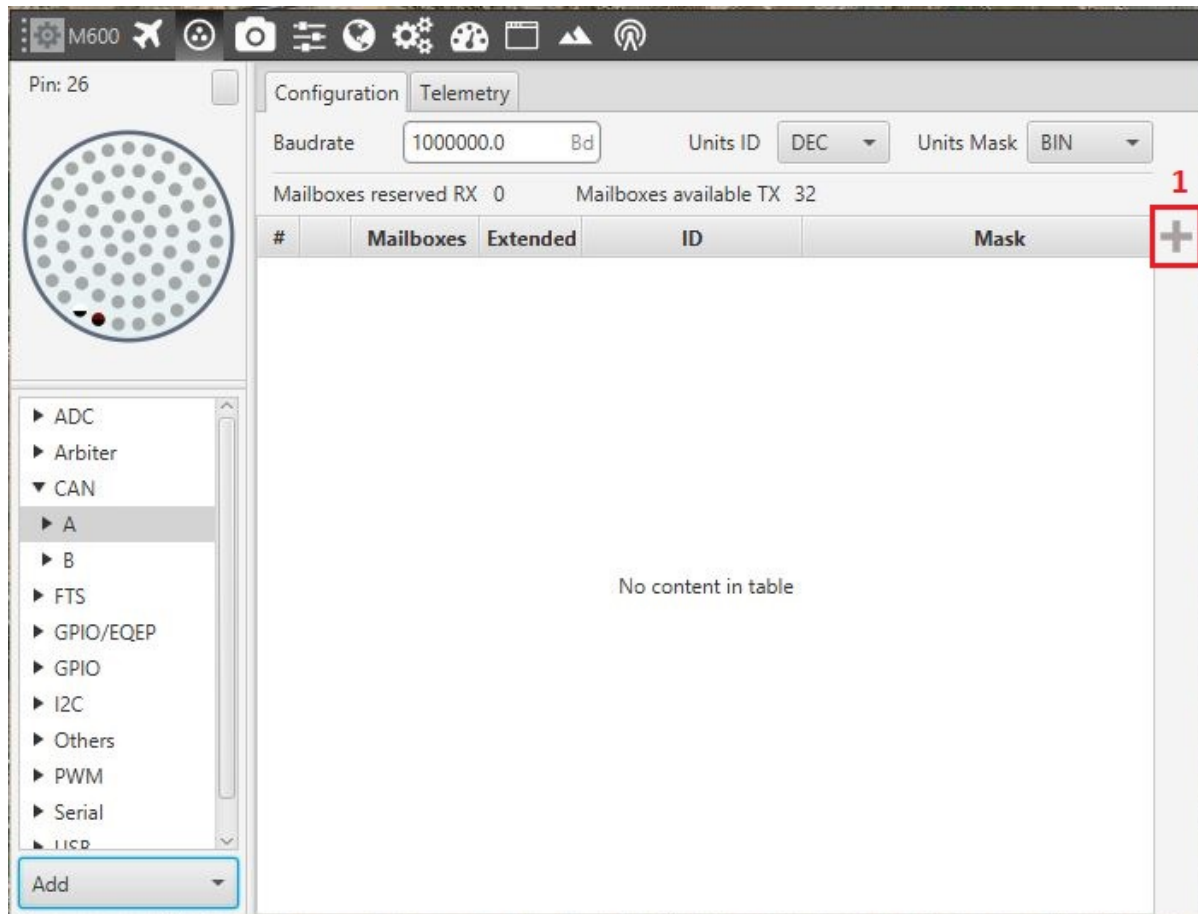 M600
Pin: 26
Configuration Telemetry
Baudrate 1000000.0 Bd Units ID DEC Units Mask BIN
Mailboxes reserved RX 0 Mailboxes available TX 32
1
# Mailboxes Extended ID Mask
No content in table
ADC
Arbiter
CAN
A
B
FTS
GPIO/EQEP
GPIO
I2C
Others
PWM
Serial
USB
Add